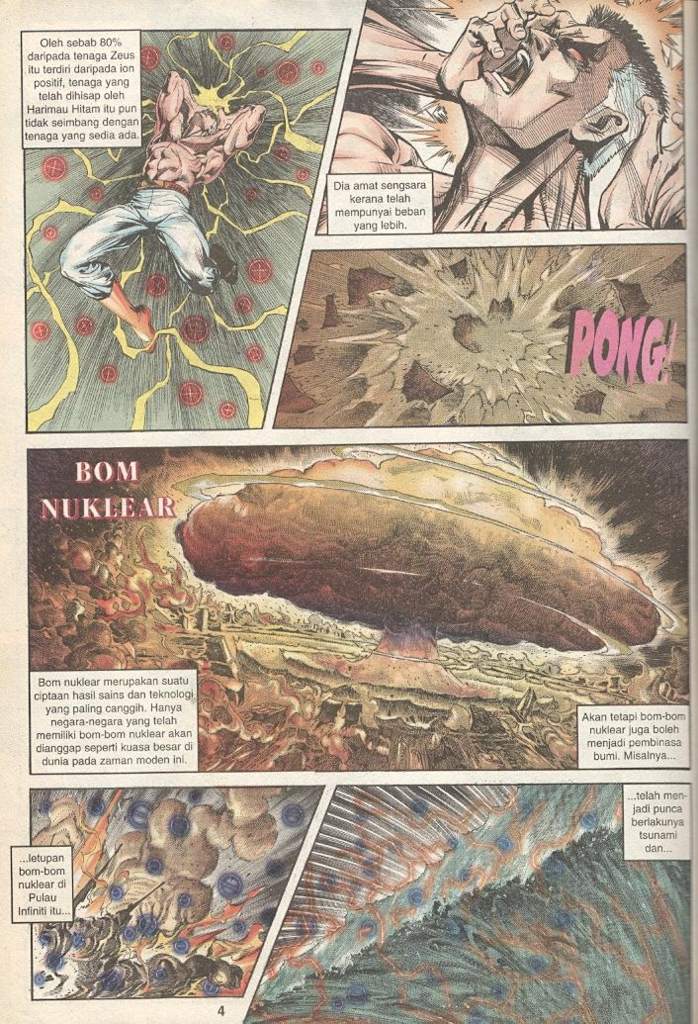 Oleh sebab 80%
daripada tenaga Zeus
itu terdiri daripada ion
positif, tenaga yang
telah dihisap oleh
Harimau Hitam itu pun
tidak seimbang dengan
tenaga yang sedia ada.
Dia amat sengsara
kerana telah
mempunyai beban
yang lebih.
PONG!
BOM
NUKLEAR
Bom nuklear merupakan suatu
ciptaan hasil sains dan teknologi
yang paling canggih. Hanya
negara-negara yang telah
memiliki bom-bom nuklear akan
dianggap seperti kuasa besar di
dunia pada zaman moden ini.
Akan tetapi bom-bom
nuklear juga boleh
menjadi pembinasa
bumi. Misalnya...
...letupan
bom-bom
nuklear di
Pulau
Infiniti itu...
...telah men-
jadi punca
berlakunya
tsunami
dan...
4